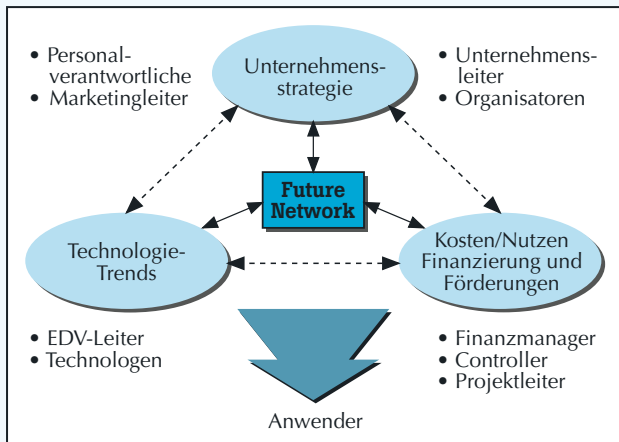 • Personal-
verantwortliche
• Marketingleiter
Unternehmens-
strategie
• Unternehmens-
leiter
• Organisatoren
Future
Network
Technologie-
Trends
Kosten/Nutzen
Finanzierung und
Förderungen
• EDV-Leiter
• Technologen
• Finanzmanager
• Controller
• Projektleiter
Anwender